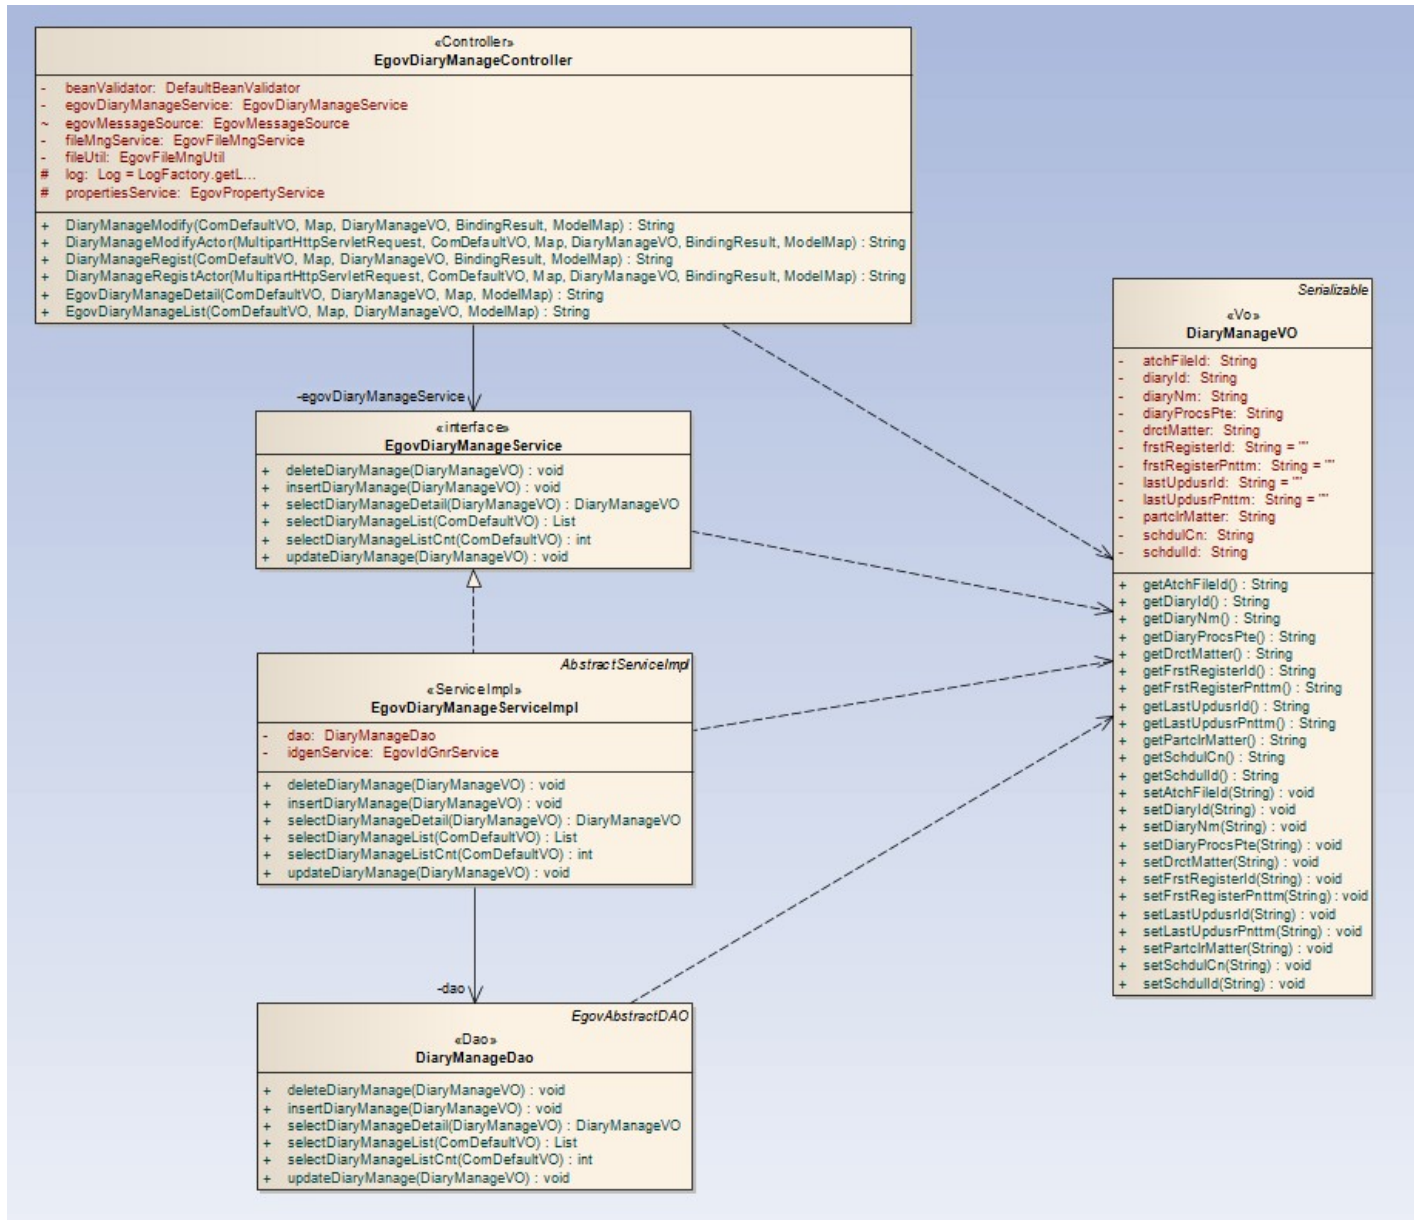 «Controller»
EgovDiaryManageController
- beanValidator: DefaultBeanValidator
- egovDiaryManageService: EgovDiaryManageService
~ egovMessageSource: EgovMessageSource
- fileMngService: EgovFileMngService
- fileUtil: EgovFileMngUtil
# log: Log = LogFactory.getL...
# propertiesService: EgovPropertyService
+ DiaryManageModify(ComDefaultVO, Map, DiaryManageVO, BindingResult, ModelMap) : String
+ DiaryManageModifyActor(MultipartHttpServletRequest, ComDefaultVO, Map, DiaryManageVO, BindingResult, ModelMap) : String
+ DiaryManageRegist(ComDefaultVO, Map, DiaryManageVO, BindingResult, ModelMap) : String
+ DiaryManageRegistActor(MultipartHttpServletRequest, ComDefaultVO, Map, DiaryManageVO, BindingResult, ModelMap) : String
+ EgovDiaryManageDetail(ComDefaultVO, DiaryManageVO, Map, ModelMap) : String
+ EgovDiaryManageList(ComDefaultVO, Map, DiaryManageVO, ModelMap) : String
-egovDiaryManageService
«interface»
EgovDiaryManageService
+ deleteDiaryManage(DiaryManageVO) : void
+ insertDiaryManage(DiaryManageVO) : void
+ selectDiaryManageDetail(DiaryManageVO) : DiaryManageVO
+ selectDiaryManageList(ComDefaultVO) : List
+ selectDiaryManageListCnt(ComDefaultVO) : int
+ updateDiaryManage(DiaryManageVO) : void
AbstractServiceImpl
«ServiceImpl»
EgovDiaryManageServiceImpl
- dao: DiaryManageDao
- idgenService: EgovIdGnrService
+ deleteDiaryManage(DiaryManageVO) : void
+ insertDiaryManage(DiaryManageVO) : void
+ selectDiaryManageDetail(DiaryManageVO) : DiaryManageVO
+ selectDiaryManageList(ComDefaultVO) : List
+ selectDiaryManageListCnt(ComDefaultVO) : int
+ updateDiaryManage(DiaryManageVO) : void
-dao
EgovAbstractDAO
«Dao»
DiaryManageDao
+ deleteDiaryManage(DiaryManageVO) : void
+ insertDiaryManage(DiaryManageVO) : void
+ selectDiaryManageDetail(DiaryManageVO) : DiaryManageVO
+ selectDiaryManageList(ComDefaultVO) : List
+ selectDiaryManageListCnt(ComDefaultVO) : int
+ updateDiaryManage(DiaryManageVO) : void
Serializable
«Vo»
DiaryManageVO
- atchFileId: String
- diaryId: String
- diaryNm: String
- diaryProcsPte: String
- drctMatter: String
- frstRegisterId: String = ""
- frstRegisterPnttm: String = ""
- lastUpdusrId: String = ""
- lastUpdusrPnttm: String = ""
- partclrMatter: String
- schdulCn: String
- schdulId: String
+ getAtchFileId() : String
+ getDiaryId() : String
+ getDiaryNm() : String
+ getDiaryProcsPte() : String
+ getDrctMatter() : String
+ getFrstRegisterId() : String
+ getFrstRegisterPnttm() : String
+ getLastUpdusrId() : String
+ getLastUpdusrPnttm() : String
+ getPartclrMatter() : String
+ getSchdulCn() : String
+ getSchdulId() : String
+ setAtchFileId(String) : void
+ setDiaryId(String) : void
+ setDiaryNm(String) : void
+ setDiaryProcsPte(String) : void
+ setDrctMatter(String) : void
+ setFrstRegisterId(String) : void
+ setFrstRegisterPnttm(String) : void
+ setLastUpdusrId(String) : void
+ setLastUpdusrPnttm(String) : void
+ setPartclrMatter(String) : void
+ setSchdulCn(String) : void
+ setSchdulId(String) : void